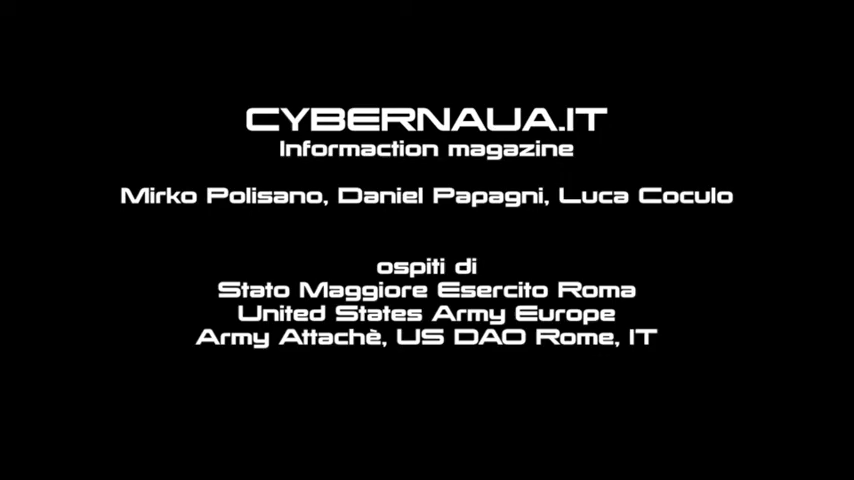 CYBERNAUA.IT
Informaction magazine
Mirko Polisano, Daniel Papagni, Luca Coculo
ospiti di
Stato Maggiore Esercito Roma
United States Army Europe
Army Attachè, US DAO Rome, IT